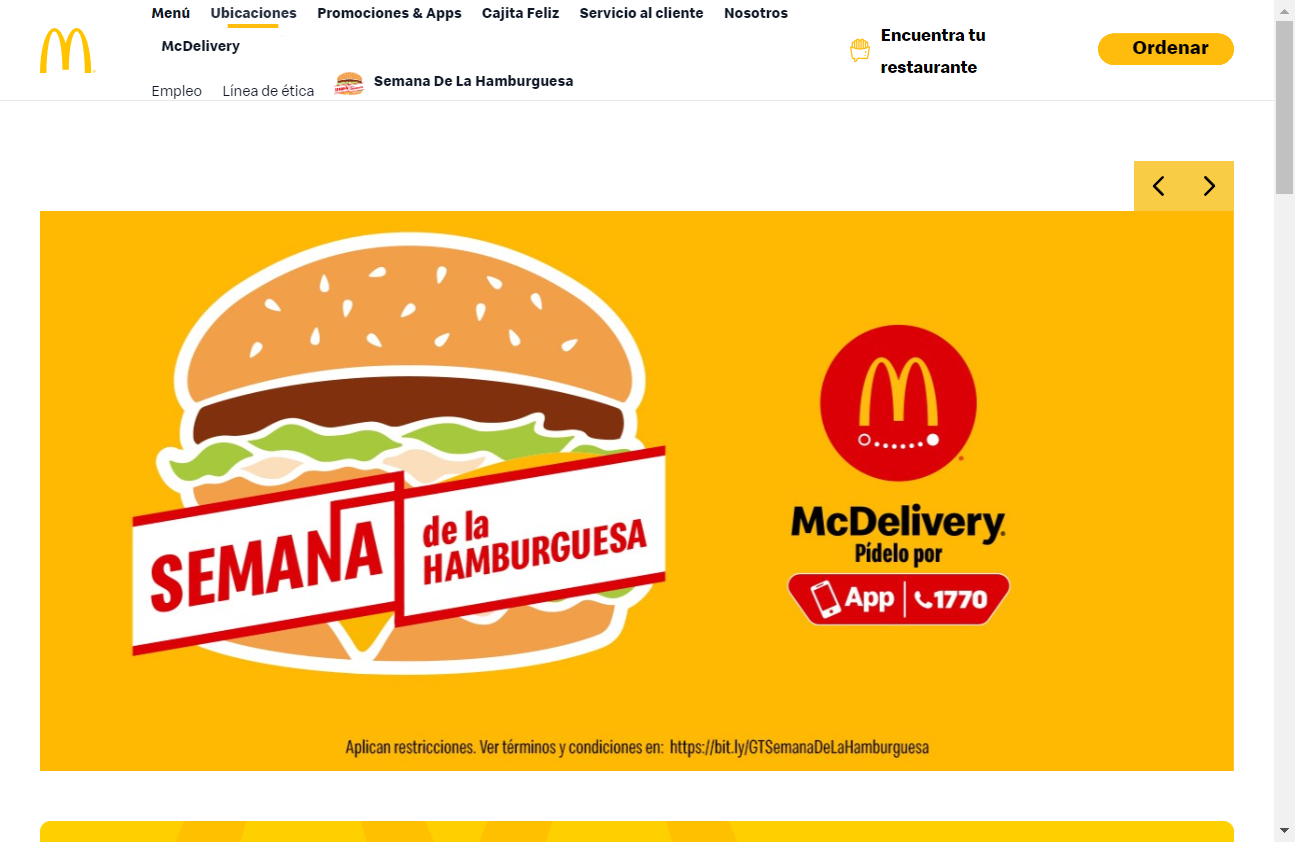 Menú Ubicaciones Promociones & Apps Cajita Feliz Servicio al cliente Nosotros
McDelivery
Empleo Línea de ética Semana De La Hamburguesa
Encuentra tu
restaurante
Ordenar
SEMANA de la
HAMBURGUESA
McDelivery
Pídelo por
App 1770
Aplican restricciones. Ver términos y condiciones en: https://bit.ly/GTSemanaDeLaHamburguesa